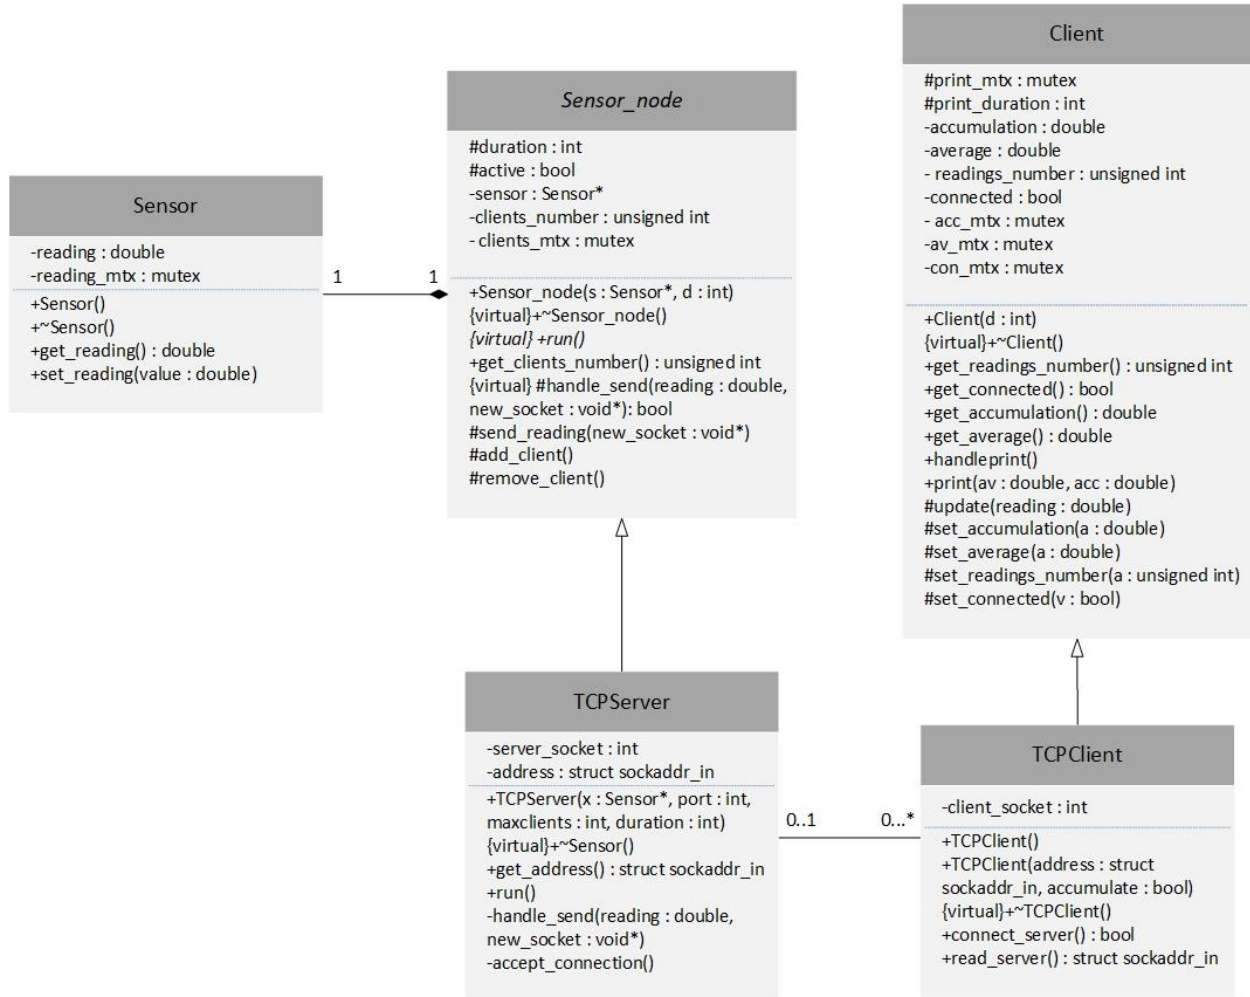 Sensor
-reading : double
-reading_mtx : mutex
+Sensor()
+~Sensor()
+get_reading() : double
+set_reading(value : double)
1
1
Sensor_node
#duration : int
#active : bool
-sensor : Sensor*
-clients_number : unsigned int
- clients_mtx : mutex
+Sensor_node(s : Sensor*, d : int)
{virtual}+~Sensor_node()
{virtual} +run()
+get_clients_number() : unsigned int
{virtual} #handle_send(reading : double,
new_socket : void*): bool
#send_reading(new_socket : void*)
#add_client()
#remove_client()
Client
#print_mtx : mutex
#print_duration : int
-accumulation : double
-average : double
- readings_number : unsigned int
-connected : bool
- acc_mtx : mutex
-av_mtx : mutex
-con_mtx : mutex
+Client(d : int)
{virtual}+~Client()
+get_readings_number() : unsigned int
+get_connected() : bool
+get_accumulation() : double
+get_average() : double
+handleprint()
+print(av : double, acc : double)
#update(reading : double)
#set_accumulation(a : double)
#set_average(a : double)
#set_readings_number(a : unsigned int)
#set_connected(v : bool)
TCPServer
-server_socket : int
-address : struct sockaddr_in
+TCPServer(x : Sensor*, port : int,
maxclients : int, duration : int)
{virtual}+~Sensor()
+get_address() : struct sockaddr_in
+run()
-handle_send(reading : double,
new_socket : void*)
-accept_connection()
0..1
0...*
TCPClient
-client_socket : int
+TCPClient()
+TCPClient(address : struct
sockaddr_in, accumulate : bool)
{virtual}+~TCPClient()
+connect_server() : bool
+read_server() : struct sockaddr_in